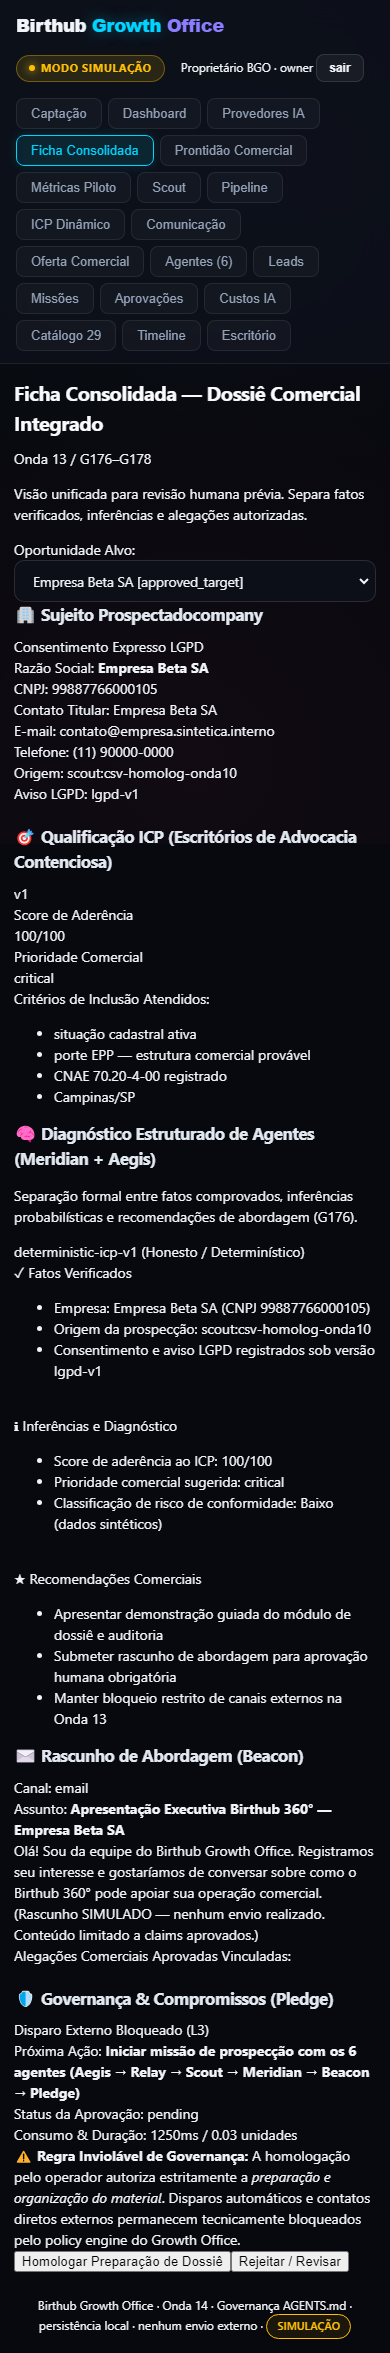 Birthub Growth Office
MODO SIMULAÇÃO
Proprietário BGO · owner sair
Captação Dashboard Provedores IA
Ficha Consolidada Prontidão Comercial
Métricas Piloto Scout Pipeline
ICP Dinâmico Comunicação
Oferta Comercial Agentes (6) Leads
Missões Aprovações Custos IA
Catálogo 29 Timeline Escritório
Ficha Consolidada — Dossiê Comercial
Integrado
Onda 13 / G176–G178
Visão unificada para revisão humana prévia. Separa fatos
verificados, inferências e alegações autorizadas.
Oportunidade Alvo:
Empresa Beta SA [approved_target]
🏢 Sujeito Prospectadocompany
Consentimento Expresso LGPD
Razão Social: Empresa Beta SA
CNPJ: 99887766000105
Contato Titular: Empresa Beta SA
E-mail: contato@empresa.sintetica.interno
Telefone: (11) 90000-0000
Origem: scout:csv-homolog-onda10
Aviso LGPD: lgpd-v1
🎯 Qualificação ICP (Escritórios de Advocacia
Contenciosa)
v1
Score de Aderência
100/100
Prioridade Comercial
critical
Critérios de Inclusão Atendidos:
• situação cadastral ativa
• porte EPP — estrutura comercial provável
• CNAE 70.20-4-00 registrado
• Campinas/SP
🧠 Diagnóstico Estruturado de Agentes
(Meridian + Aegis)
Separação formal entre fatos comprovados, inferências
probabilísticas e recomendações de abordagem (G176).
deterministic-icp-v1 (Honesto / Determinístico)
✓ Fatos Verificados
• Empresa: Empresa Beta SA (CNPJ 99887766000105)
• Origem da prospecção: scout:csv-homolog-onda10
• Consentimento e aviso LGPD registrados sob versão
lgpd-v1
ℹ Inferências e Diagnóstico
• Score de aderência ao ICP: 100/100
• Prioridade comercial sugerida: critical
• Classificação de risco de conformidade: Baixo
(dados sintéticos)
★ Recomendações Comerciais
• Apresentar demonstração guiada do módulo de
dossiê e auditoria
• Submeter rascunho de abordagem para aprovação
humana obrigatória
• Manter bloqueio restrito de canais externos na
Onda 13
✉️ Rascunho de Abordagem (Beacon)
Canal: email
Assunto: Apresentação Executiva Birthub 360° —
Empresa Beta SA
Olá! Sou da equipe do Birthub Growth Office. Registramos
seu interesse e gostaríamos de conversar sobre como o
Birthub 360° pode apoiar sua operação comercial.
(Rascunho SIMULADO — nenhum envio realizado.
Conteúdo limitado a claims aprovados.)
Alegações Comerciais Aprovadas Vinculadas:
🛡️ Governança & Compromissos (Pledge)
Disparo Externo Bloqueado (L3)
Próxima Ação: Iniciar missão de prospecção com os 6
agentes (Aegis → Relay → Scout → Meridian → Beacon
→ Pledge)
Status da Aprovação: pending
Consumo & Duração: 1250ms / 0.03 unidades
⚠️ Regra Inviolável de Governança: A homologação
pelo operador autoriza estritamente a preparação e
organização do material. Disparos automáticos e contatos
diretos externos permanecem tecnicamente bloqueados
pelo policy engine do Growth Office.
Homologar Preparação de Dossiê Rejeitar / Revisar
Birthub Growth Office · Onda 14 · Governança AGENTS.md ·
persistência local · nenhum envio externo · SIMULAÇÃO